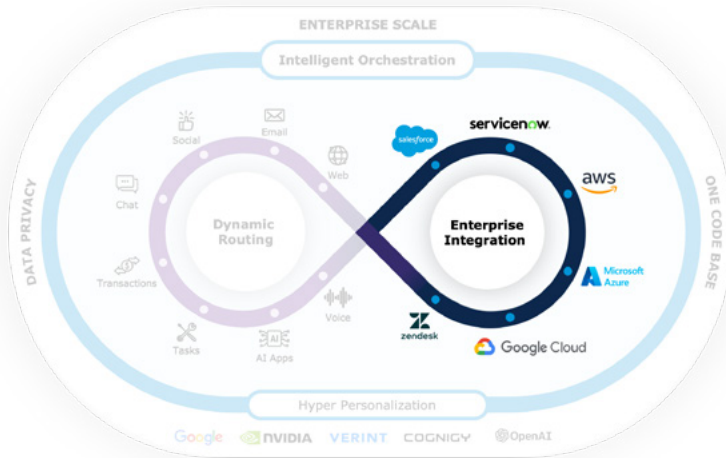 ENTERPRISE SCALE
Intelligent Orchestration
Social
Email
Web
Chat
Dynamic
Routing
Transactions
Tasks
AI
AI Apps
Voice
salesforce
servicenow
aws
Enterprise
Integration
Microsoft
Azure
zendesk
Google Cloud
DATA PRIVACY
ONE CODE BASE
Hyper Personalization
Google
NVIDIA
VERINT
COGNIGY
OpenAI